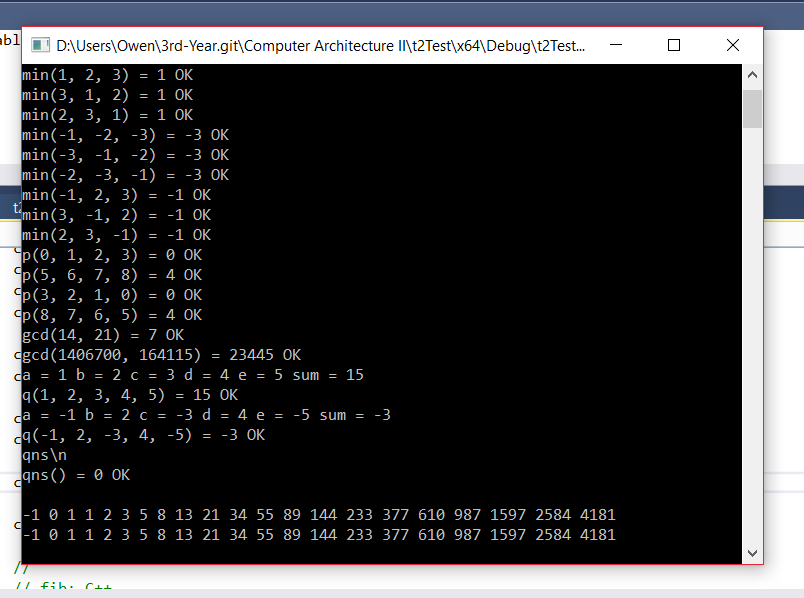 abl
D:\Users\Owen\3rd-Year.git\Computer Architecture II\t2Test\x64\Debug\t2Test...
min(1, 2, 3) = 1 OK
min(3, 1, 2) = 1 OK
min(2, 3, 1) = 1 OK
min(-1, -2, -3) = -3 OK
min(-3, -1, -2) = -3 OK
min(-2, -3, -1) = -3 OK
min(-1, 2, 3) = -1 OK
min(3, -1, 2) = -1 OK
min(2, 3, -1) = -1 OK
p(0, 1, 2, 3) = 0 OK
p(5, 6, 7, 8) = 4 OK
p(3, 2, 1, 0) = 0 OK
p(8, 7, 6, 5) = 4 OK
gcd(14, 21) = 7 OK
gcd(1406700, 164115) = 23445 OK
a = 1 b = 2 c = 3 d = 4 e = 5 sum = 15
q(1, 2, 3, 4, 5) = 15 OK
a = -1 b = 2 c = -3 d = 4 e = -5 sum = -3
q(-1, 2, -3, 4, -5) = -3 OK
qns\n
qns() = 0 OK
-1 0 1 1 2 3 5 8 13 21 34 55 89 144 233 377 610 987 1597 2584 4181
-1 0 1 1 2 3 5 8 13 21 34 55 89 144 233 377 610 987 1597 2584 4181
//
// fib: C++